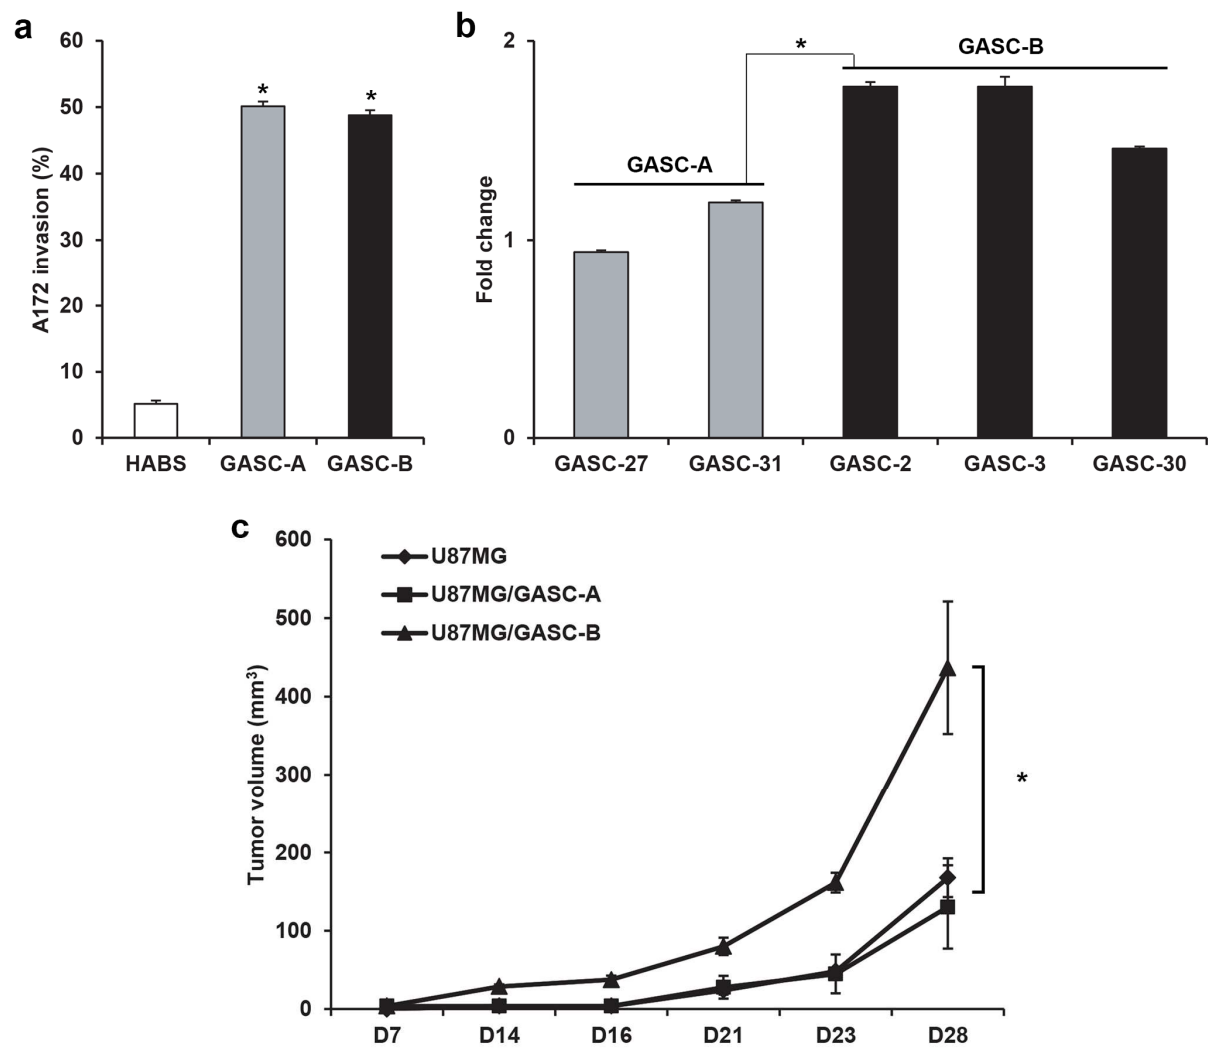 a
60
50
40
30
20
10
0
A172 invasion (%)
* *
HABS GASC-A GASC-B
b
2
1
0
Fold change
GASC-A
*
GASC-B
GASC-27 GASC-31 GASC-2 GASC-3 GASC-30
c
600
500
400
300
200
100
0
Tumor volume (mm³)
U87MG
U87MG/GASC-A
U87MG/GASC-B
*
D7 D14 D16 D21 D23 D28